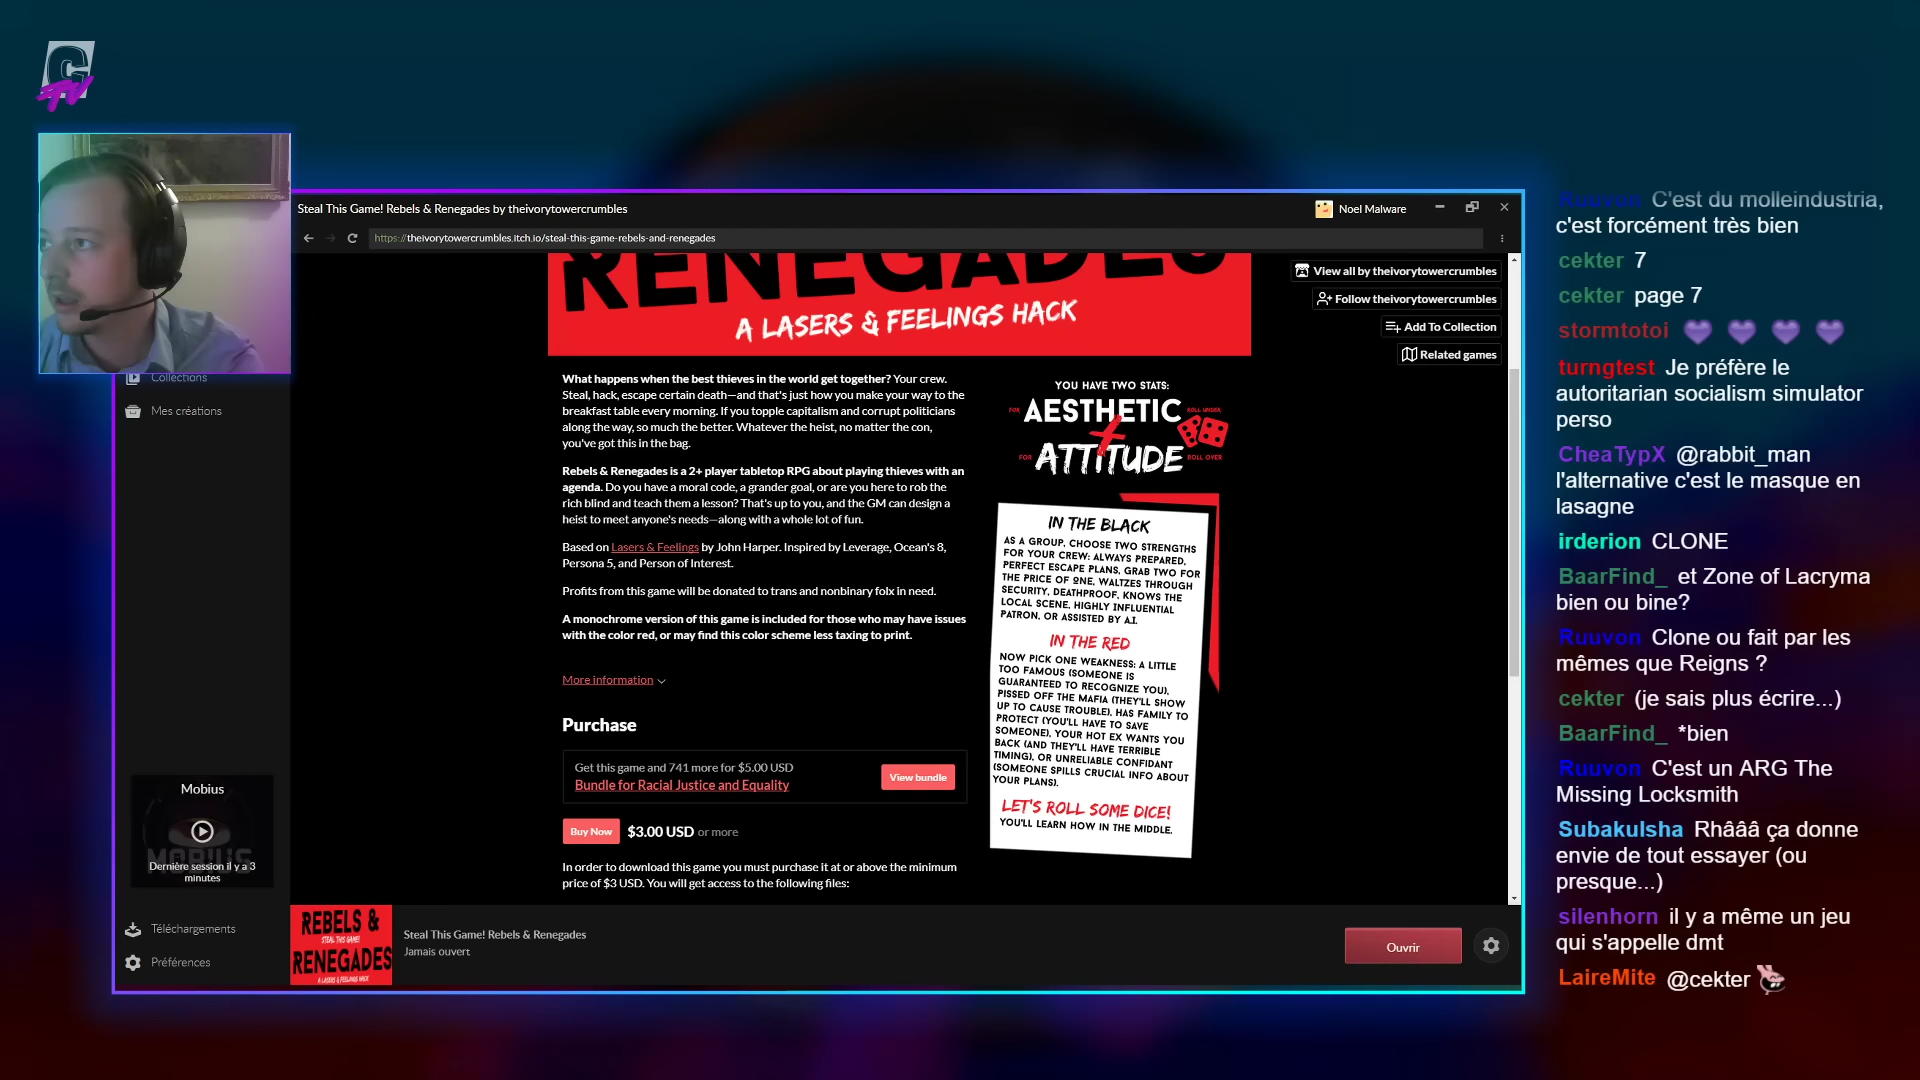 C
TV
Steal This Game! Rebels & Renegades by theivorytowercrumbles
Noel Malware
https://theivorytowercrumbles.itch.io/steal-this-game-rebels-and-renegades
Collections
Mes créations
Mobius
MOBIUS
Dernière session il y a 3
minutes
Téléchargements
Préférences
RENEGADES
A LASERS & FEELINGS HACK
View all by theivorytowercrumbles
Follow theivorytowercrumbles
Add To Collection
Related games
What happens when the best thieves in the world get together? Your crew.
Steal, hack, escape certain death—and that's just how you make your way to the
breakfast table every morning. If you topple capitalism and corrupt politicians
along the way, so much the better. Whatever the heist, no matter the con,
you've got this in the bag.
Rebels & Renegades is a 2+ player tabletop RPG about playing thieves with an
agenda. Do you have a moral code, a grander goal, or are you here to rob the
rich blind and teach them a lesson? That's up to you, and the GM can design a
heist to meet anyone's needs—along with a whole lot of fun.
Based on Lasers & Feelings by John Harper. Inspired by Leverage, Ocean's 8,
Persona 5, and Person of Interest.
Profits from this game will be donated to trans and nonbinary folx in need.
A monochrome version of this game is included for those who may have issues
with the color red, or may find this color scheme less taxing to print.
More information
Purchase
Get this game and 741 more for $5.00 USD
Bundle for Racial Justice and Equality
View bundle
Buy Now $3.00 USD or more
In order to download this game you must purchase it at or above the minimum
price of $3 USD. You will get access to the following files:
YOU HAVE TWO STATS:
FOR AESTHETIC ROLL UNDER
FOR ATTITUDE ROLL OVER
IN THE BLACK
AS A GROUP, CHOOSE TWO STRENGTHS
FOR YOUR CREW: ALWAYS PREPARED,
PERFECT ESCAPE PLANS, GRAB TWO FOR
THE PRICE OF ONE, WALTZES THROUGH
SECURITY, DEATHPROOF, KNOWS THE
LOCAL SCENE, HIGHLY INFLUENTIAL
PATRON, OR ASSISTED BY A.I.
IN THE RED
NOW PICK ONE WEAKNESS: A LITTLE
TOO FAMOUS (SOMEONE IS
GUARANTEED TO RECOGNIZE YOU),
PISSED OFF THE MAFIA (THEY'LL SHOW
UP TO CAUSE TROUBLE), HAS FAMILY TO
PROTECT (YOU'LL HAVE TO SAVE
SOMEONE), YOUR HOT EX WANTS YOU
BACK (AND THEY'LL HAVE TERRIBLE
TIMING), OR UNRELIABLE CONFIDANT
(SOMEONE SPILLS CRUCIAL INFO ABOUT
YOUR PLANS).
LET'S ROLL SOME DICE!
YOU'LL LEARN HOW IN THE MIDDLE.
REBELS &
STEAL THIS GAME!
RENEGADES
A LASERS & FEELINGS HACK
Steal This Game! Rebels & Renegades
Jamais ouvert
Ouvrir
Ruuvon C'est du molleindustria,
c'est forcément très bien
cekter 7
cekter page 7
stormtotoi
turngtest Je préfère le
autoritarian socialism simulator
perso
CheaTypX @rabbit_man
l'alternative c'est le masque en
lasagne
irderion CLONE
BaarFind_ et Zone of Lacryma
bien ou bine?
Ruuvon Clone ou fait par les
mêmes que Reigns ?
cekter (je sais plus écrire...)
BaarFind_ *bien
Ruuvon C'est un ARG The
Missing Locksmith
Subakulsha Rhâââ ça donne
envie de tout essayer (ou
presque...)
silenhorn il y a même un jeu
qui s'appelle dmt
LaireMite @cekter